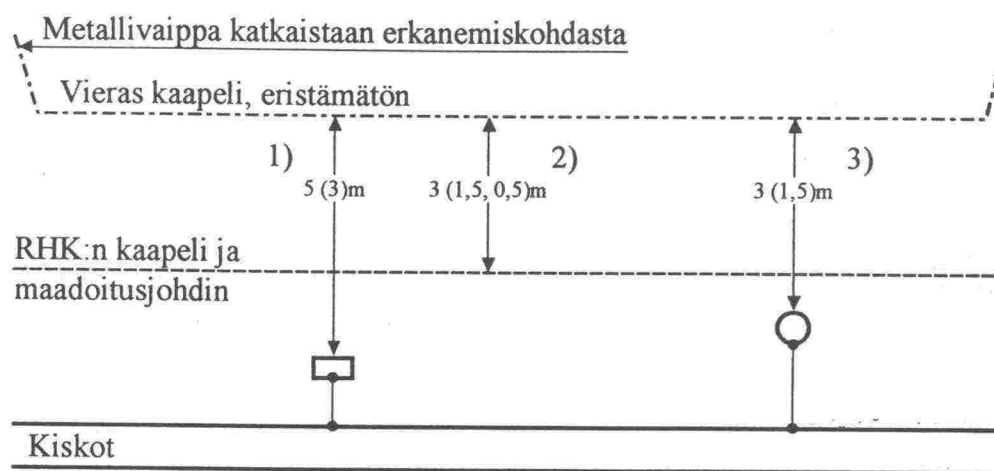 Metallivaippa katkaistaan erkanemiskohdasta
Vieras kaapeli, eristämätön
1) 2) 3)
5 (3)m 3 (1,5, 0,5)m 3 (1,5)m
RHK:n kaapeli ja
maadoitusjohdin
Kiskot